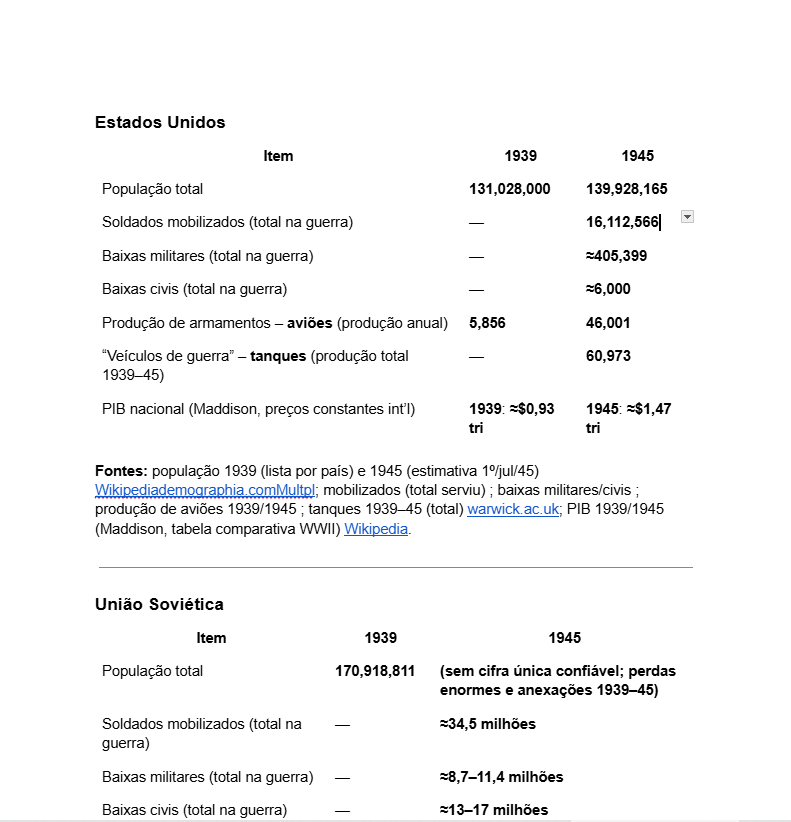 Estados Unidos
Item 1939 1945
População total 131,028,000 139,928,165
Soldados mobilizados (total na guerra) — 16,112,566
Baixas militares (total na guerra) — ≈405,399
Baixas civis (total na guerra) — ≈6,000
Produção de armamentos – aviões (produção anual) 5,856 46,001
“Veículos de guerra” – tanques (produção total — 60,973
1939–45)
PIB nacional (Maddison, preços constantes int’l) 1939: ≈$0,93 1945: ≈$1,47
tri tri
Fontes: população 1939 (lista por país) e 1945 (estimativa 1º/jul/45)
Wikipediademographia.comMultpl; mobilizados (total serviu) ; baixas militares/civis ;
produção de aviões 1939/1945 ; tanques 1939–45 (total) warwick.ac.uk; PIB 1939/1945
(Maddison, tabela comparativa WWII) Wikipedia.
União Soviética
Item 1939 1945
População total 170,918,811 (sem cifra única confiável; perdas
enormes e anexações 1939–45)
Soldados mobilizados (total na — ≈34,5 milhões
guerra)
Baixas militares (total na guerra) — ≈8,7–11,4 milhões
Baixas civis (total na guerra) — ≈13–17 milhões